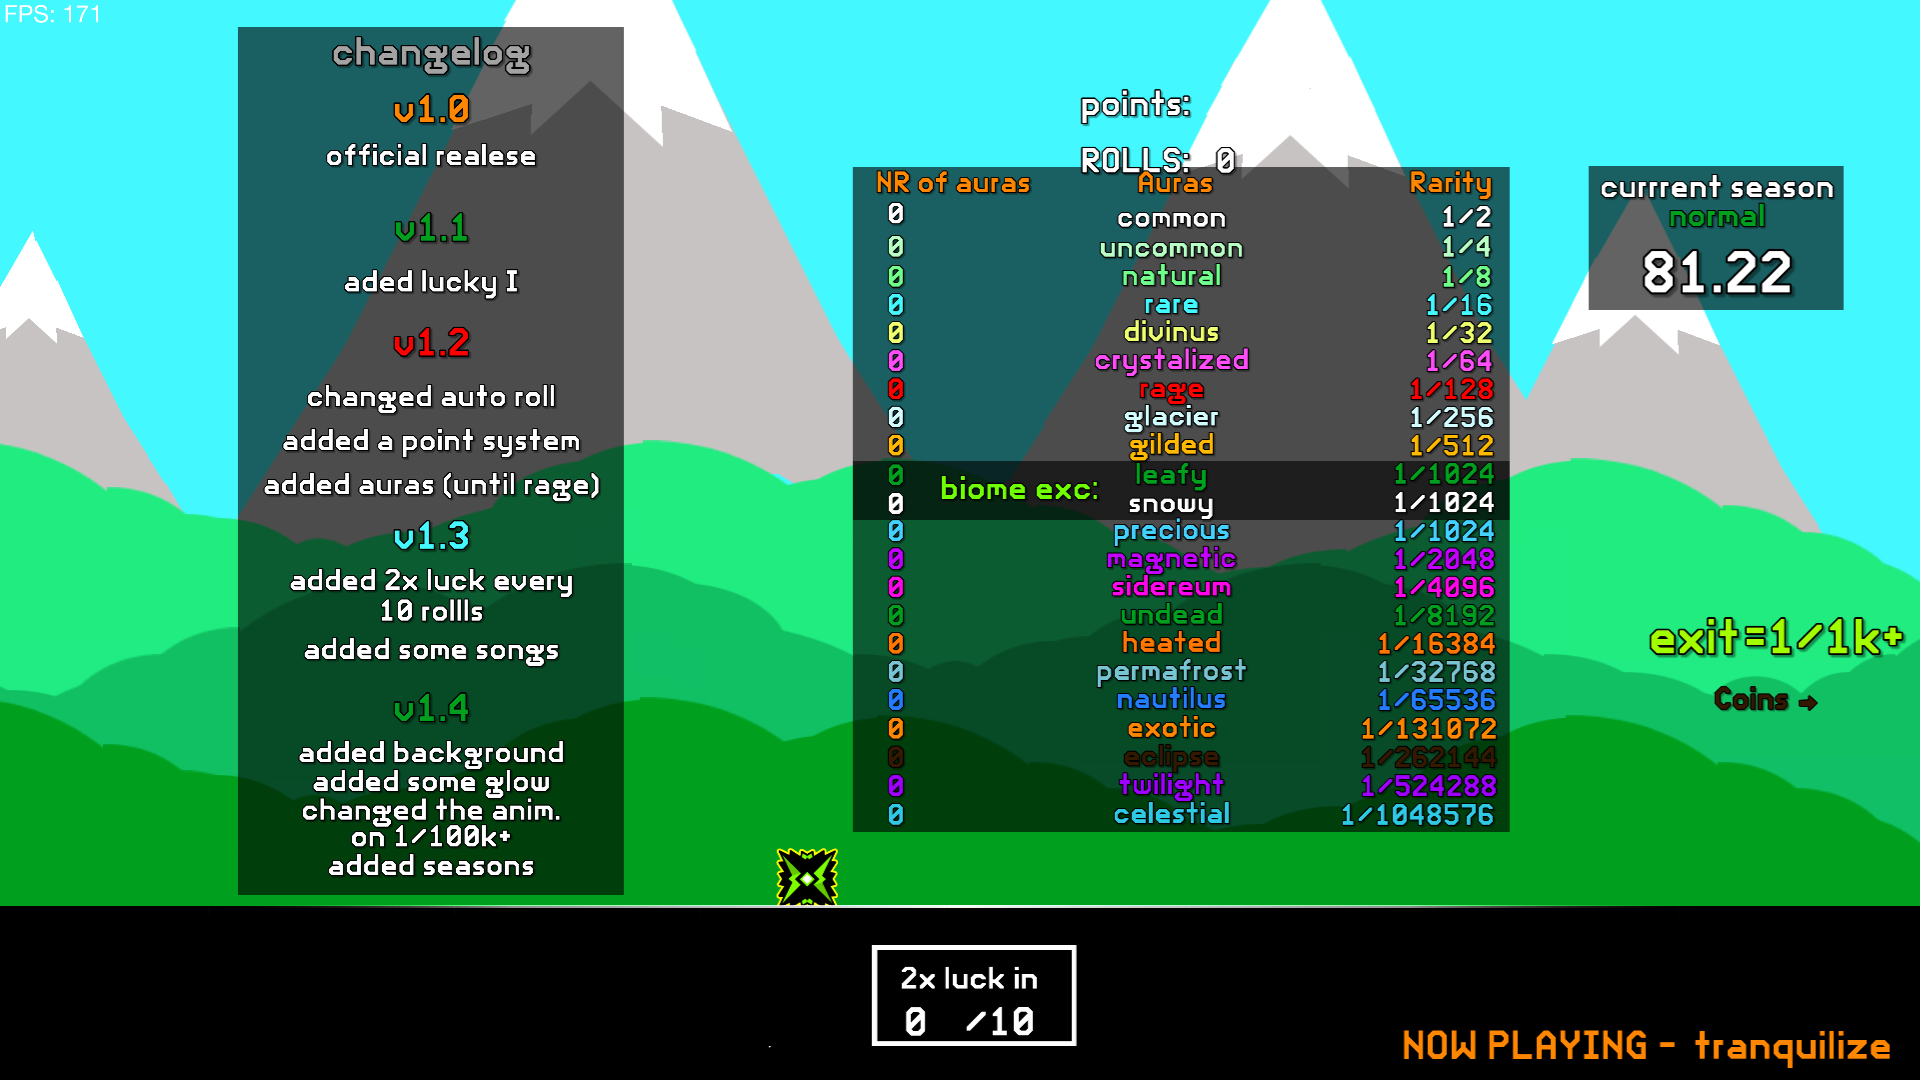 FPS: 171
changelog
v1.0
official realese
v1.1
aded lucky I
v1.2
changed auto roll
added a point system
added auras (until rage)
v1.3
added 2x luck every
10 rollls
added some songs
v1.4
added background
added some glow
changed the anim.
on 1/100k+
added seasons
points:
ROLLS: 0
NR of auras Auras Rarity
0 common 1/2
0 uncommon 1/4
0 natural 1/8
0 rare 1/16
0 divinus 1/32
0 crystalized 1/64
0 rage 1/128
0 glacier 1/256
0 gilded 1/512
0 leafy 1/1024
biome exc:
0 snowy 1/1024
0 precious 1/1024
0 magnetic 1/2048
0 sidereum 1/4096
0 undead 1/8192
0 heated 1/16384
0 permafrost 1/32768
0 nautilus 1/65536
0 exotic 1/131072
0 eclipse 1/262144
0 twilight 1/524288
0 celestial 1/1048576
currrent season
normal
81.22
exit=1/1k+
Coins →
2x luck in
0 /10
NOW PLAYING - tranquilize